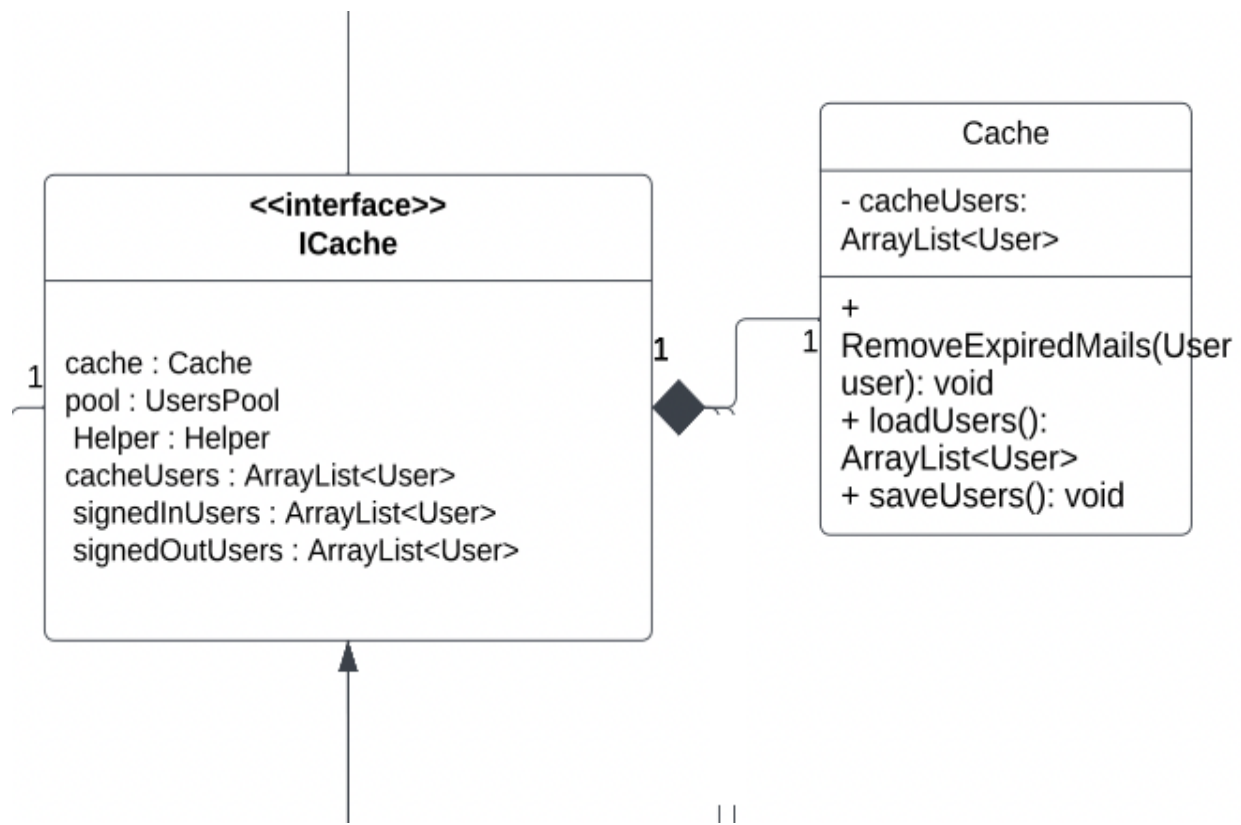 <<interface>>
ICache
1
cache : Cache
pool : UsersPool
Helper : Helper
cacheUsers : ArrayList<User>
signedInUsers : ArrayList<User>
signedOutUsers : ArrayList<User>
1
1
Cache
- cacheUsers:
ArrayList<User>
+
RemoveExpiredMails(User
user): void
+ loadUsers():
ArrayList<User>
+ saveUsers(): void